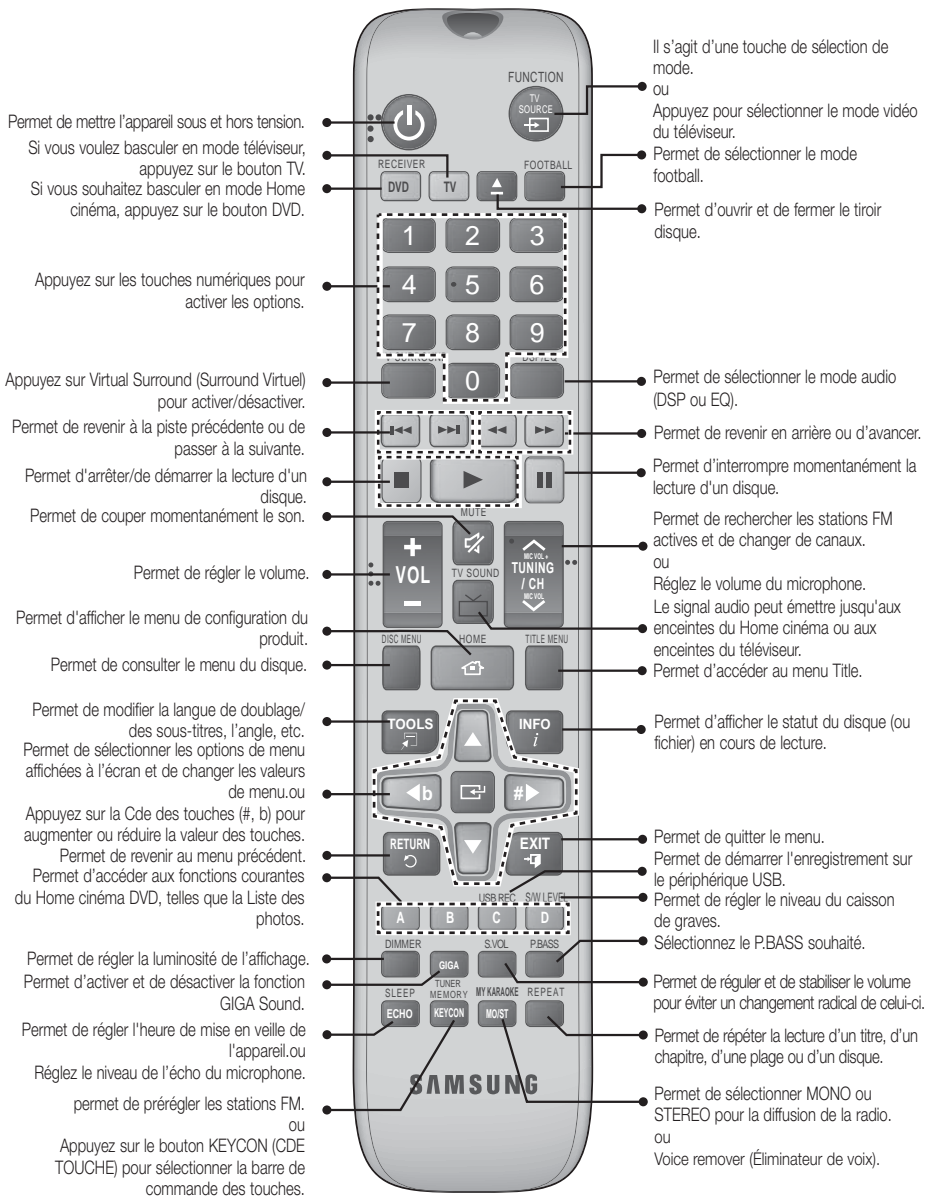 Permet de mettre l'appareil sous et hors tension.
Si vous voulez basculer en mode téléviseur,
appuyez sur le bouton TV.
Si vous souhaitez basculer en mode Home
cinéma, appuyez sur le bouton DVD.
Appuyez sur les touches numériques pour
activer les options.
Appuyez sur Virtual Surround (Surround Virtuel)
pour activer/désactiver.
Permet de revenir à la piste précédente ou de
passer à la suivante.
Permet d'arrêter/de démarrer la lecture d'un
disque.
Permet de couper momentanément le son.
Permet de régler le volume.
Permet d'afficher le menu de configuration du
produit.
Permet de consulter le menu du disque.
Permet de modifier la langue de doublage/
des sous-titres, l'angle, etc.
Permet de sélectionner les options de menu
affichées à l'écran et de changer les valeurs
de menu.ou
Appuyez sur la Cde des touches (#, b) pour
augmenter ou réduire la valeur des touches.
Permet de revenir au menu précédent.
Permet d'accéder aux fonctions courantes
du Home cinéma DVD, telles que la Liste des
photos.
Permet de régler la luminosité de l'affichage.
Permet d'activer et de désactiver la fonction
GIGA Sound.
Permet de régler l'heure de mise en veille de
l'appareil.ou
Réglez le niveau de l'écho du microphone.
permet de prérégler les stations FM.
ou
Appuyez sur le bouton KEYCON (CDE
TOUCHE) pour sélectionner la barre de
commande des touches.
FUNCTION
TV
SOURCE
RECEIVER
FOOTBALL
DVD
TV
1 2 3
4 5 6
7 8 9
V-SURROUND
DSP/EQ
0
MUTE
+
VOL
−
MIC VOL +
TUNING
/ CH
MIC VOL
TV SOUND
DISC MENU
HOME
TITLE MENU
TOOLS
INFO
i
b
#
RETURN
EXIT
USB REC
S/W LEVEL
A B C D
DIMMER
S.VOL
P.BASS
GIGA
SLEEP
TUNER
MEMORY
MY KARAOKE
REPEAT
ECHO
KEYCON
MO/ST
SAMSUNG
Il s'agit d'une touche de sélection de
mode.
ou
Appuyez pour sélectionner le mode vidéo
du téléviseur.
Permet de sélectionner le mode
football.
Permet d'ouvrir et de fermer le tiroir
disque.
Permet de sélectionner le mode audio
(DSP ou EQ).
Permet de revenir en arrière ou d'avancer.
Permet d'interrompre momentanément la
lecture d'un disque.
Permet de rechercher les stations FM
actives et de changer de canaux.
ou
Réglez le volume du microphone.
Le signal audio peut émettre jusqu'aux
enceintes du Home cinéma ou aux
enceintes du téléviseur.
Permet d'accéder au menu Title.
Permet d'afficher le statut du disque (ou
fichier) en cours de lecture.
Permet de quitter le menu.
Permet de démarrer l'enregistrement sur
le périphérique USB.
Permet de régler le niveau du caisson
de graves.
Sélectionnez le P.BASS souhaité.
Permet de réguler et de stabiliser le volume
pour éviter un changement radical de celui-ci.
Permet de répéter la lecture d'un titre, d'un
chapitre, d'une plage ou d'un disque.
Permet de sélectionner MONO ou
STEREO pour la diffusion de la radio.
ou
Voice remover (Éliminateur de voix).